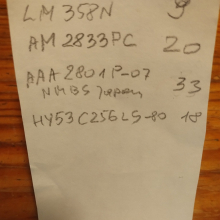 LM 358N 9
AM 2833PC 20
AAA 2801P-07 33
NMBS Japan
HY53C256LS-80 18